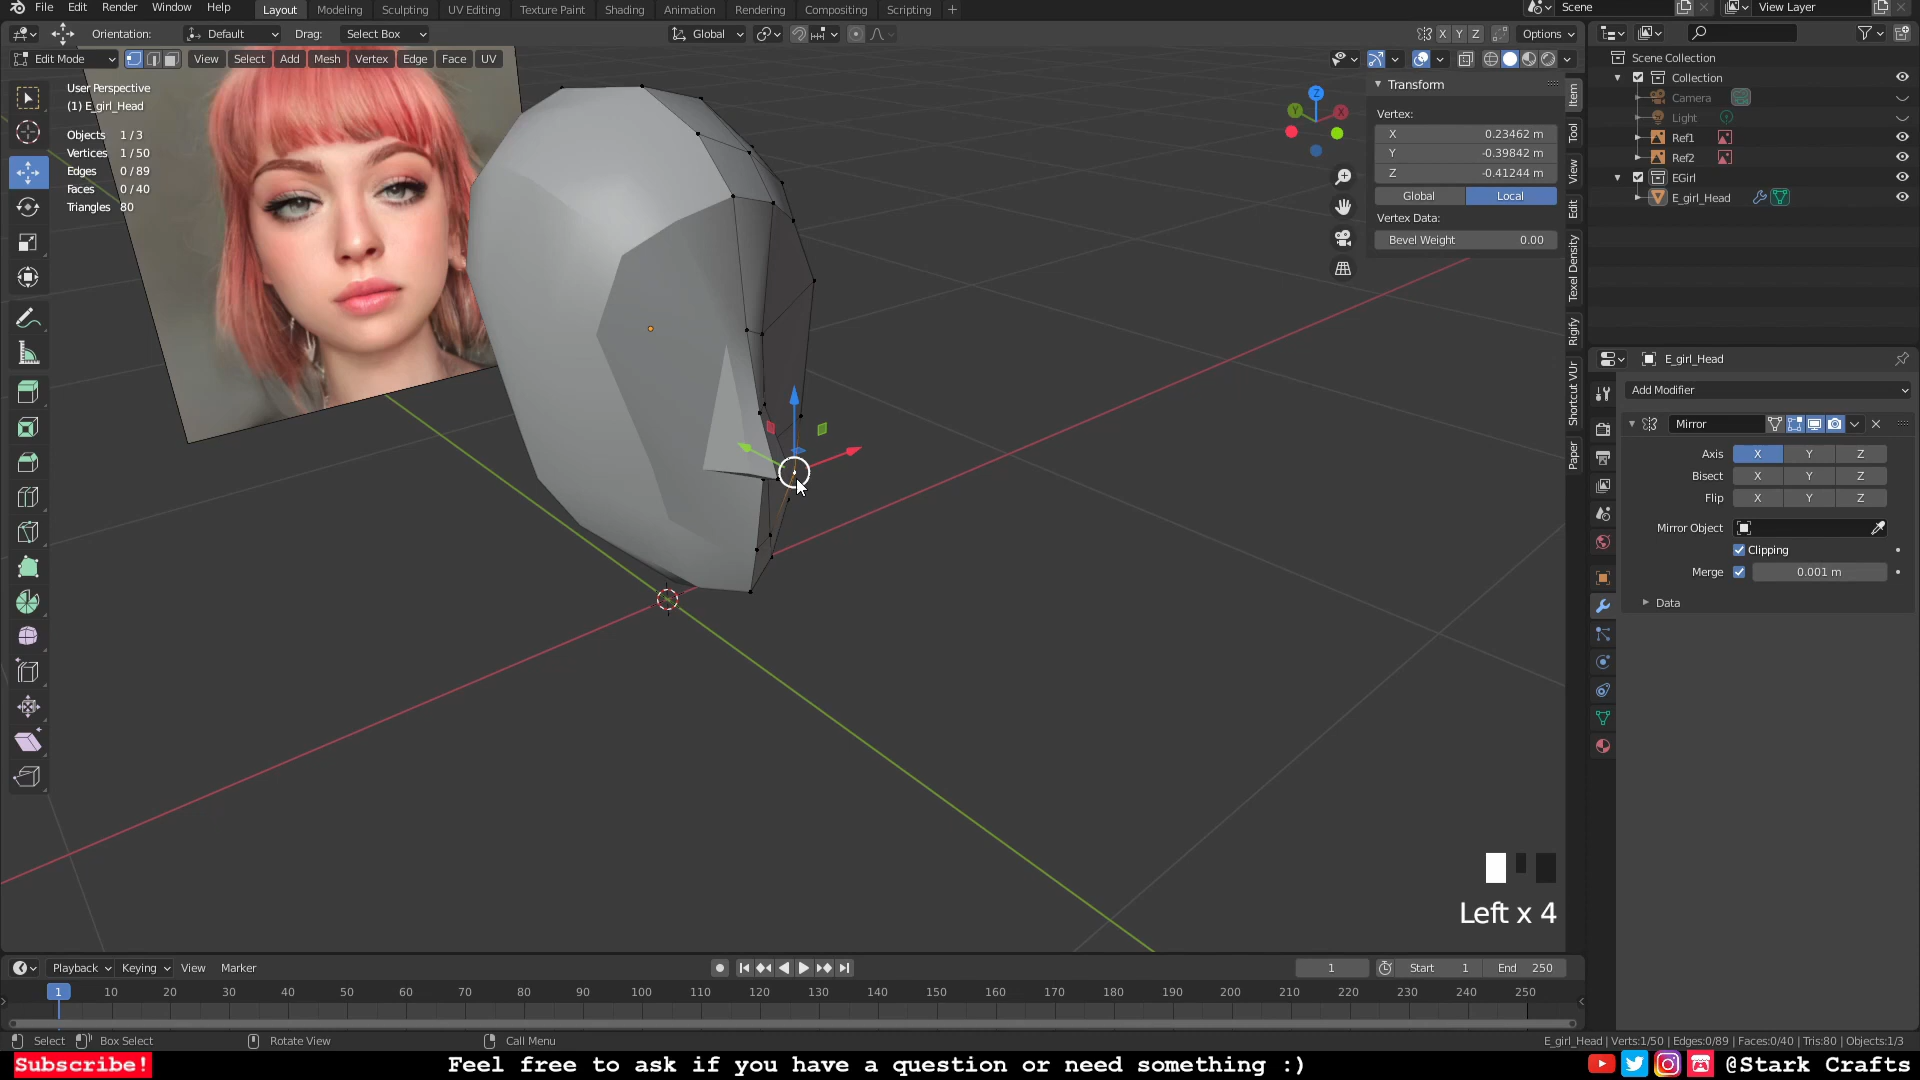 File Edit Render Window Help Layout Modeling Sculpting UV Editing Texture Paint Shading Animation Rendering Compositing Scripting + Scene View Layer
Orientation: Default Drag: Select Box Global X Y Z Options
Edit Mode View Select Add Mesh Vertex Edge Face UV
User Perspective
(1) E_girl_Head
Objects 1/3
Vertices 1/50
Edges 0/89
Faces 0/40
Triangles 80
Transform
Vertex:
X 0.23462 m
Y -0.39842 m
Z -0.41244 m
Global Local
Vertex Data:
Bevel Weight 0.00
Item
Tool
View
Edit
Texel Density
Rigify
Shortcut VUr
Paper
Scene Collection
Collection
Camera
Light
Ref1
Ref2
EGirl
E_girl_Head
E_girl_Head
Add Modifier
Mirror
Axis X Y Z
Bisect X Y Z
Flip X Y Z
Mirror Object
Clipping
Merge 0.001 m
Data
Left x 4
Playback Keying View Marker 1 Start 1 End 250
1 10 20 30 40 50 60 70 80 90 100 110 120 130 140 150 160 170 180 190 200 210 220 230 240 250
Select Box Select Rotate View Call Menu E_girl_Head | Verts:1/50 | Edges:0/89 | Faces:0/40 | Tris:80 | Objects:1/3
Subscribe! Feel free to ask if you have a question or need something :) @Stark Crafts